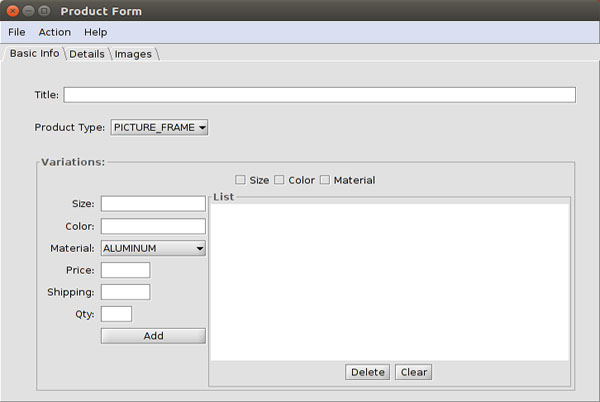 Product Form
File Action Help
Basic Info Details Images
Title:
Product Type: PICTURE_FRAME
Variations:
Size Color Material
Size:
Color:
Material: ALUMINUM
Price:
Shipping:
Qty:
Add
List
Delete Clear